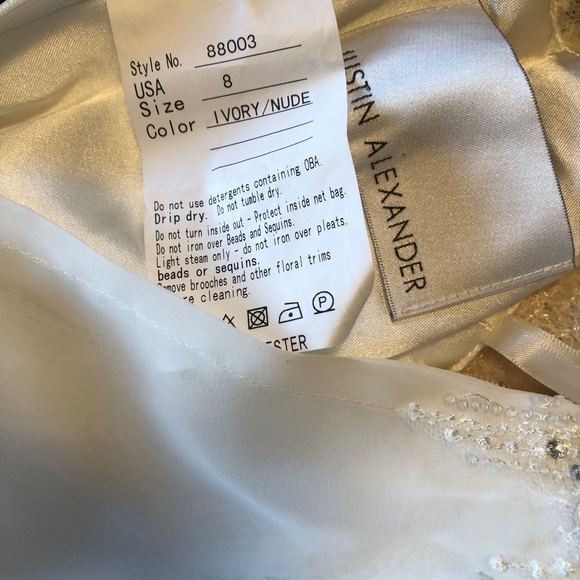 Style No. 88003
USA
Size 8
Color IVORY/NUDE
Do not use detergents containing OBA.
Drip dry. Do not tumble dry.
Do not turn inside out - Protect inside net bag.
Do not iron over Beads and Sequins.
Light steam only - do not iron over pleats,
beads or sequins.
Remove brooches and other floral trims
re cleaning.
P
ESTER
USTIN ALEXANDER